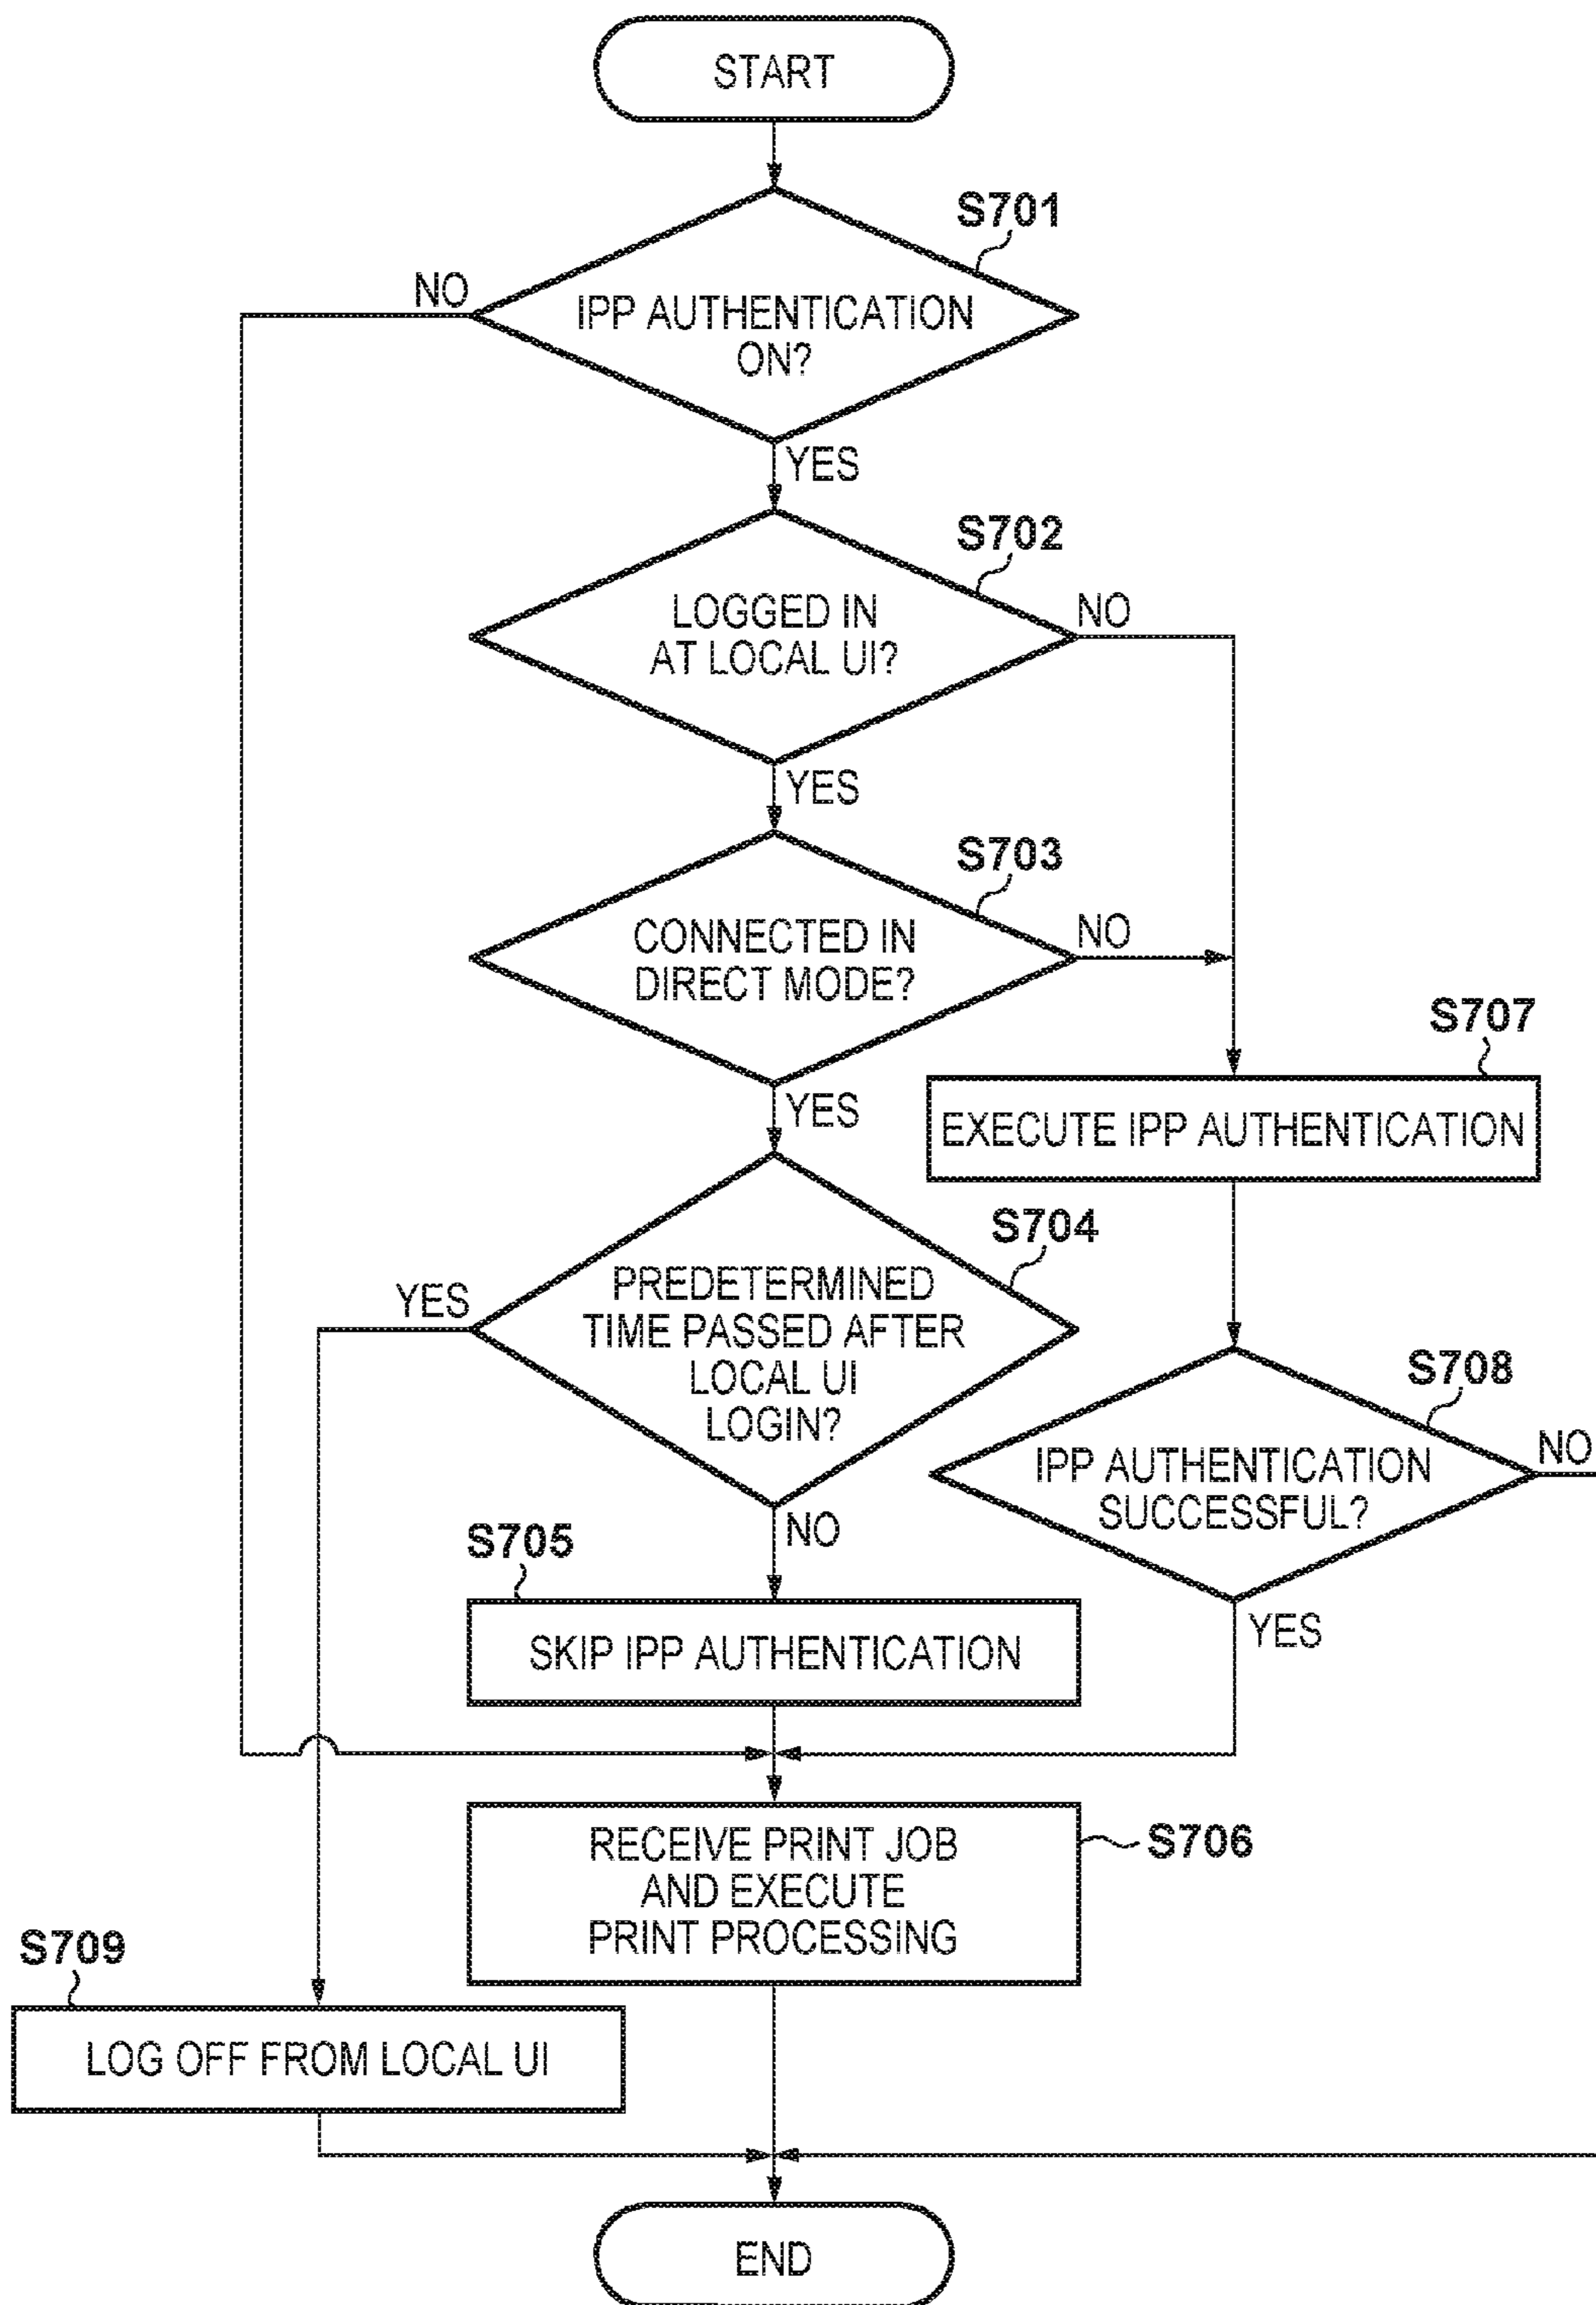 START
S701
NO
IPP AUTHENTICATION
ON?
YES
S702
LOGGED IN
AT LOCAL UI?
NO
YES
S703
CONNECTED IN
DIRECT MODE?
NO
YES
S707
EXECUTE IPP AUTHENTICATION
S704
YES
PREDETERMINED
TIME PASSED AFTER
LOCAL UI
LOGIN?
NO
S708
IPP AUTHENTICATION
SUCCESSFUL?
NO
YES
S705
SKIP IPP AUTHENTICATION
RECEIVE PRINT JOB
AND EXECUTE
PRINT PROCESSING
S706
S709
LOG OFF FROM LOCAL UI
END